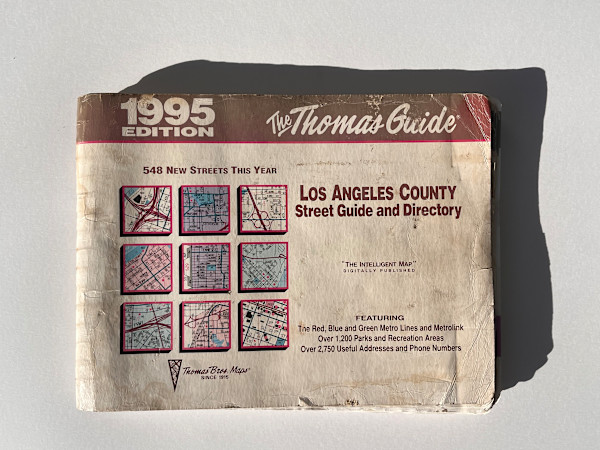 1995
EDITION
The Thomas Guide®
548 NEW STREETS THIS YEAR
LOS ANGELES COUNTY
Street Guide and Directory
"THE INTELLIGENT MAP."
DIGITALLY PUBLISHED
FEATURING
The Red, Blue and Green Metro Lines and Metrolink
Over 1,200 Parks and Recreation Areas
Over 2,750 Useful Addresses and Phone Numbers
Thomas Bros. Maps®
SINCE 1915